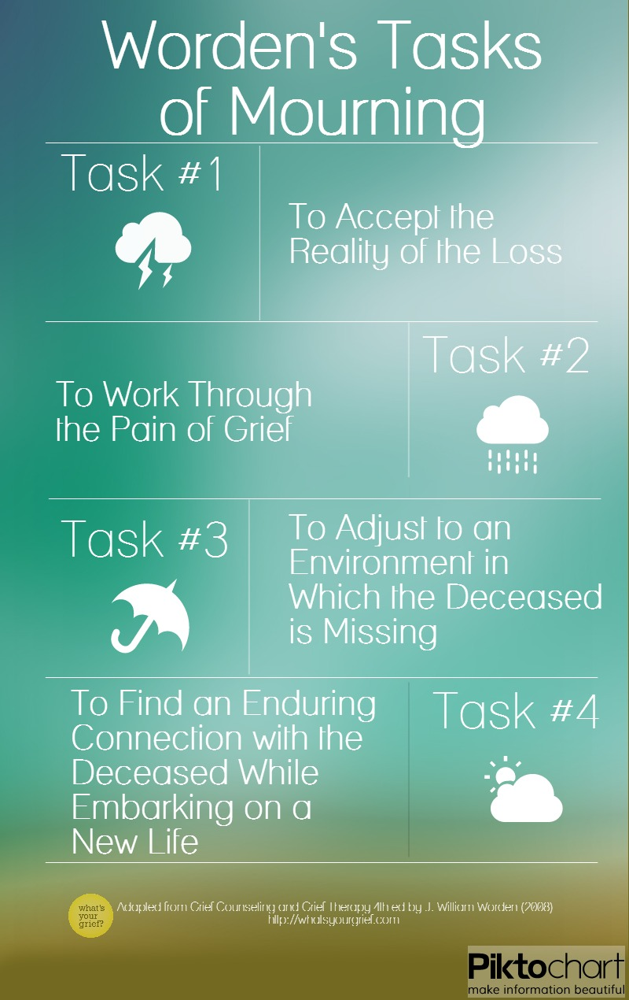 Worden's Tasks
of Mourning
Task #1
To Accept the
Reality of the Loss
Task #2
To Work Through
the Pain of Grief
Task #3
To Adjust to an
Environment in
Which the Deceased
is Missing
Task #4
To Find an Enduring
Connection with the
Deceased While
Embarking on a
New Life
what's
your
grief?
Adapted from Grief Counseling and Grief Therapy 4th ed by J. William Worden (2008)
http://whatsyourgrief.com
Piktochart
make information beautiful